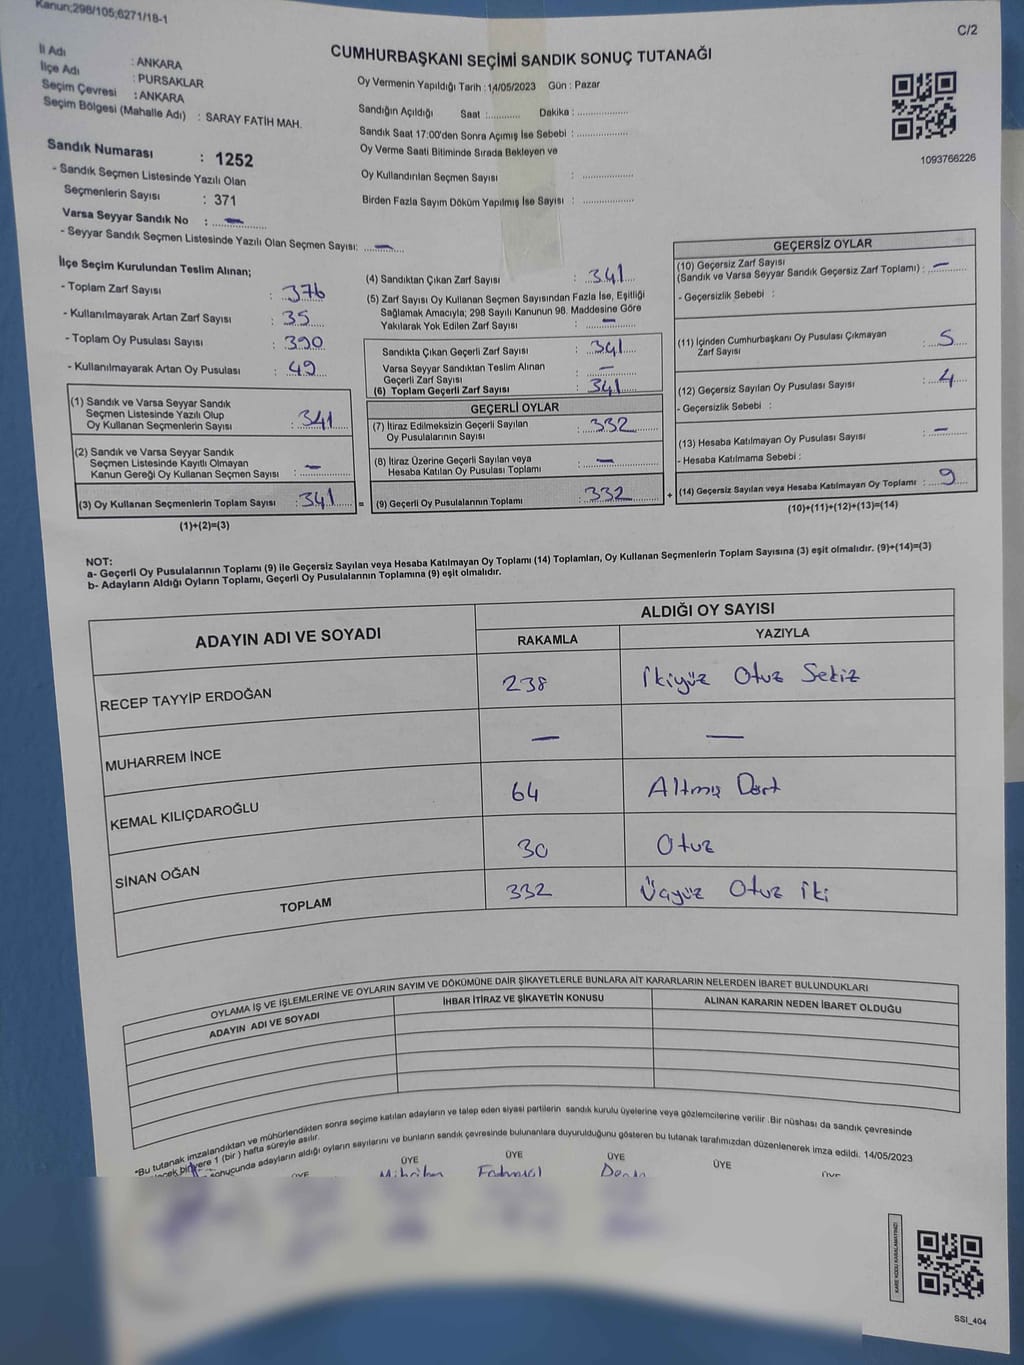 Kanun;298/105;6271/18-1
C/2
CUMHURBAŞKANI SEÇİMİ SANDIK SONUÇ TUTANAĞI
İl Adı : ANKARA
İlçe Adı : PURSAKLAR
Seçim Çevresi : ANKARA
Seçim Bölgesi (Mahalle Adı) : SARAY FATİH MAH.
Sandık Numarası : 1252
- Sandık Seçmen Listesinde Yazılı Olan
Seçmenlerin Sayısı : 371
Varsa Seyyar Sandık No : —
- Seyyar Sandık Seçmen Listesinde Yazılı Olan Seçmen Sayısı: —
Oy Vermenin Yapıldığı Tarih : 14/05/2023 Gün : Pazar
Sandığın Açıldığı Saat :............ Dakika :................
Sandık Saat 17:00'den Sonra Açımış İse Sebebi :................
Oy Verme Saati Bitiminde Sırada Bekleyen ve
Oy Kullandırılan Seçmen Sayısı : ................
Birden Fazla Sayım Döküm Yapılmış İse Sayısı : ................
1093766226
İlçe Seçim Kurulundan Teslim Alınan;
- Toplam Zarf Sayısı : 376
- Kullanılmayarak Artan Zarf Sayısı : 35
- Toplam Oy Pusulası Sayısı : 390
- Kullanılmayarak Artan Oy Pusulası : 49
(1) Sandık ve Varsa Seyyar Sandık
Seçmen Listesinde Yazılı Olup
Oy Kullanan Seçmenlerin Sayısı : 341
(2) Sandık ve Varsa Seyyar Sandık
Seçmen Listesinde Kayıtlı Olmayan
Kanun Gereği Oy Kullanan Seçmen Sayısı : —
(3) Oy Kullanan Seçmenlerin Toplam Sayısı : 341 =
(1)+(2)=(3)
(4) Sandıktan Çıkan Zarf Sayısı : 341
(5) Zarf Sayısı Oy Kullanan Seçmen Sayısından Fazla İse, Eşitliği
Sağlamak Amacıyla; 298 Sayılı Kanunun 98. Maddesine Göre
Yakılarak Yok Edilen Zarf Sayısı : —
Sandıkta Çıkan Geçerli Zarf Sayısı : 341
Varsa Seyyar Sandıktan Teslim Alınan
Geçerli Zarf Sayısı : —
(6) Toplam Geçerli Zarf Sayısı : 341
GEÇERLİ OYLAR
(7) İtiraz Edilmeksizin Geçerli Sayılan
Oy Pusulalarının Sayısı : 332
(8) İtiraz Üzerine Geçerli Sayılan veya
Hesaba Katılan Oy Pusulası Toplamı : —
(9) Geçerli Oy Pusulalarının Toplamı : 332 +
GEÇERSİZ OYLAR
(10) Geçersiz Zarf Sayısı
(Sandık ve Varsa Seyyar Sandık Geçersiz Zarf Toplamı) : —
- Geçersizlik Sebebi :
(11) İçinden Cumhurbaşkanı Oy Pusulası Çıkmayan
Zarf Sayısı : 5
(12) Geçersiz Sayılan Oy Pusulası Sayısı : 4
- Geçersizlik Sebebi :
(13) Hesaba Katılmayan Oy Pusulası Sayısı : —
- Hesaba Katılmama Sebebi :
(14) Geçersiz Sayılan veya Hesaba Katılmayan Oy Toplamı : 9
(10)+(11)+(12)+(13)=(14)
NOT:
a- Geçerli Oy Pusulalarının Toplamı (9) ile Geçersiz Sayılan veya Hesaba Katılmayan Oy Toplamı (14) Toplamları, Oy Kullanan Seçmenlerin Toplam Sayısına (3) eşit olmalıdır. (9)+(14)=(3)
b- Adayların Aldığı Oyların Toplamı, Geçerli Oy Pusulalarının Toplamına (9) eşit olmalıdır.
ADAYIN ADI VE SOYADI ALDIĞI OY SAYISI
RAKAMLA YAZIYLA
RECEP TAYYİP ERDOĞAN 238 İkiyüz Otuz Sekiz
MUHARREM İNCE — —
KEMAL KILIÇDAROĞLU 64 Altmış Dört
SİNAN OĞAN 30 Otuz
TOPLAM 332 Üçyüz Otuz İki
OYLAMA İŞ VE İŞLEMLERİNE VE OYLARIN SAYIM VE DÖKÜMÜNE DAİR ŞİKAYETLERLE BUNLARA AİT KARARLARIN NELERDEN İBARET BULUNDUKLARI
ADAYIN ADI VE SOYADI İHBAR İTİRAZ VE ŞİKAYETİN KONUSU ALINAN KARARIN NEDEN İBARET OLDUĞU
"Bu tutanak imzalandıktan ve mühürlendikten sonra seçime katılan adayların ve talep eden siyasi partilerin sandık kurulu üyelerine veya gözlemcilerine verilir .Bir nüshası da sandık çevresinde
bir yere 1 (bir ) hafta süreyle asılır.
sonucunda adayların aldığı oyların sayılarını ve bunların sandık çevresinde bulunanlara duyurulduğunu gösteren bu tutanak tarafımızdan düzenlenerek imza edildi. 14/05/2023
ÜYE ÜYE ÜYE ÜYE ÜYE ÜYE
KARE KODU KARALAMAYINIZ!
SSI_404